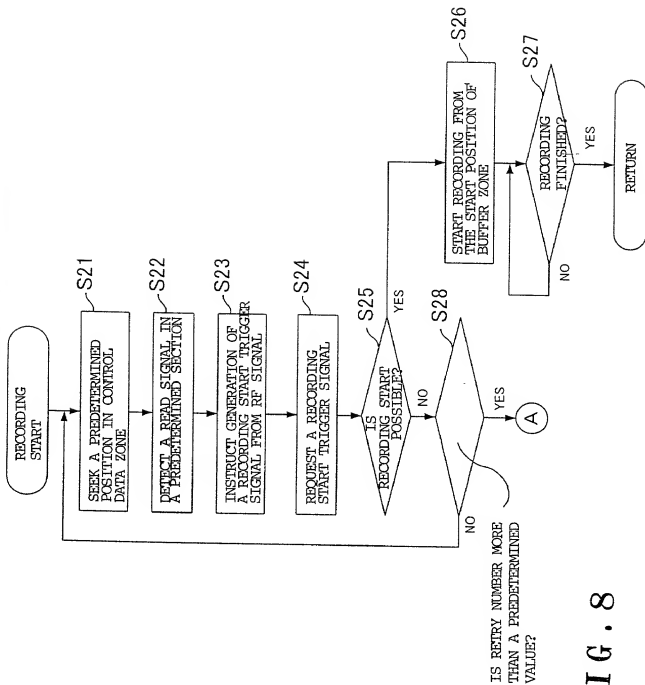 RECORDING
START
S21
SEEK A PREDETERMINED
POSITION IN CONTROL
DATA ZONE
S22
DETECT A READ SIGNAL IN
A PREDETERMINED SECTION
S23
INSTRUCT GENERATION OF
A RECORDING START TRIGGER
SIGNAL FROM RF SIGNAL
S24
REQUEST A RECORDING
START TRIGGER SIGNAL
S25
IS
RECORDING START
POSSIBLE?
YES
NO
S28
NO
YES
A
IS RETRY NUMBER MORE
THAN A PREDETERMINED
VALUE?
S26
START RECORDING FROM
THE START POSITION OF
BUFFER ZONE
S27
RECORDING
FINISHED?
NO
YES
RETURN
IG. 8